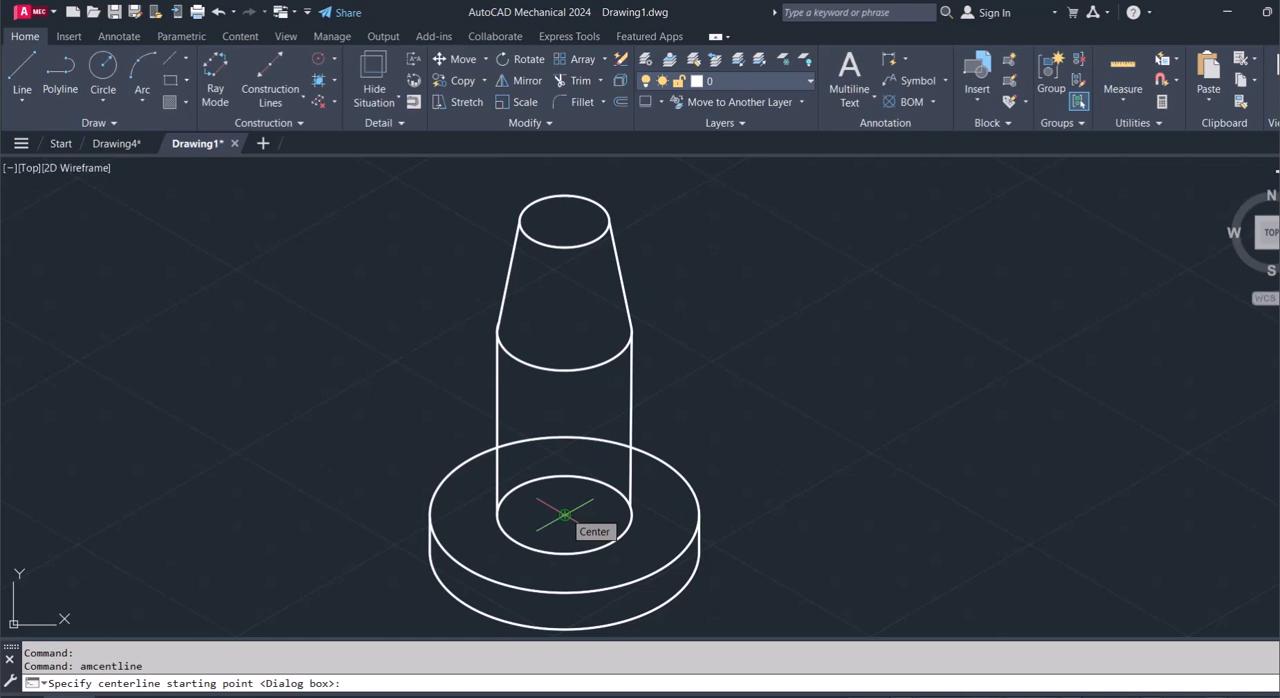 MEC AutoCAD Mechanical 2024 Drawing1.dwg Share Type a keyword or phrase Sign In
Home Insert Annotate Parametric Content View Manage Output Add-ins Collaborate Express Tools Featured Apps
Line Polyline Circle Arc
Ray Mode Construction Lines
Hide Situation
Move Rotate Array
Copy Mirror Trim
Stretch Scale Fillet
0
Move to Another Layer
Multiline Text
Symbol
BOM
Insert
Group
Measure
Paste
Draw Construction Detail Modify Layers Annotation Block Groups Utilities Clipboard
Start Drawing4* Drawing1*
[−][Top][2D Wireframe]
N
W TOP
S
WCS
Center
Y
X
Command:
Command: amcentline
Specify centerline starting point <Dialog box>: